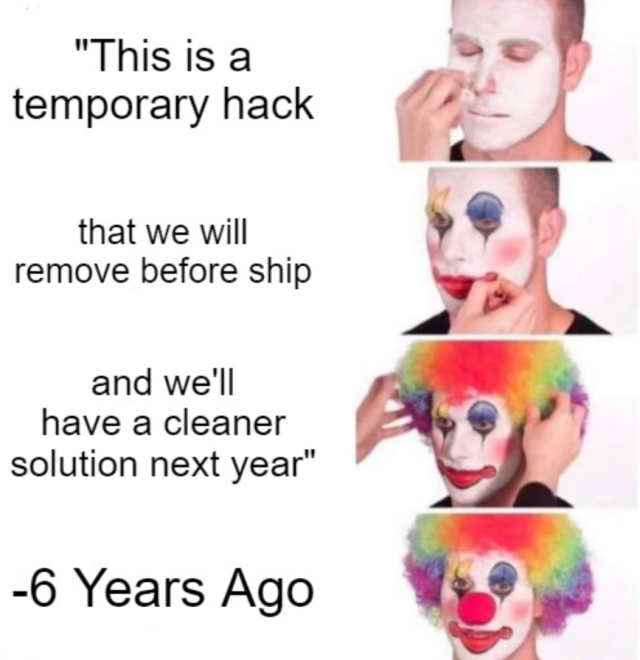 "This is a
temporary hack
that we will
remove before ship
and we'll
have a cleaner
solution next year"
-6 Years Ago